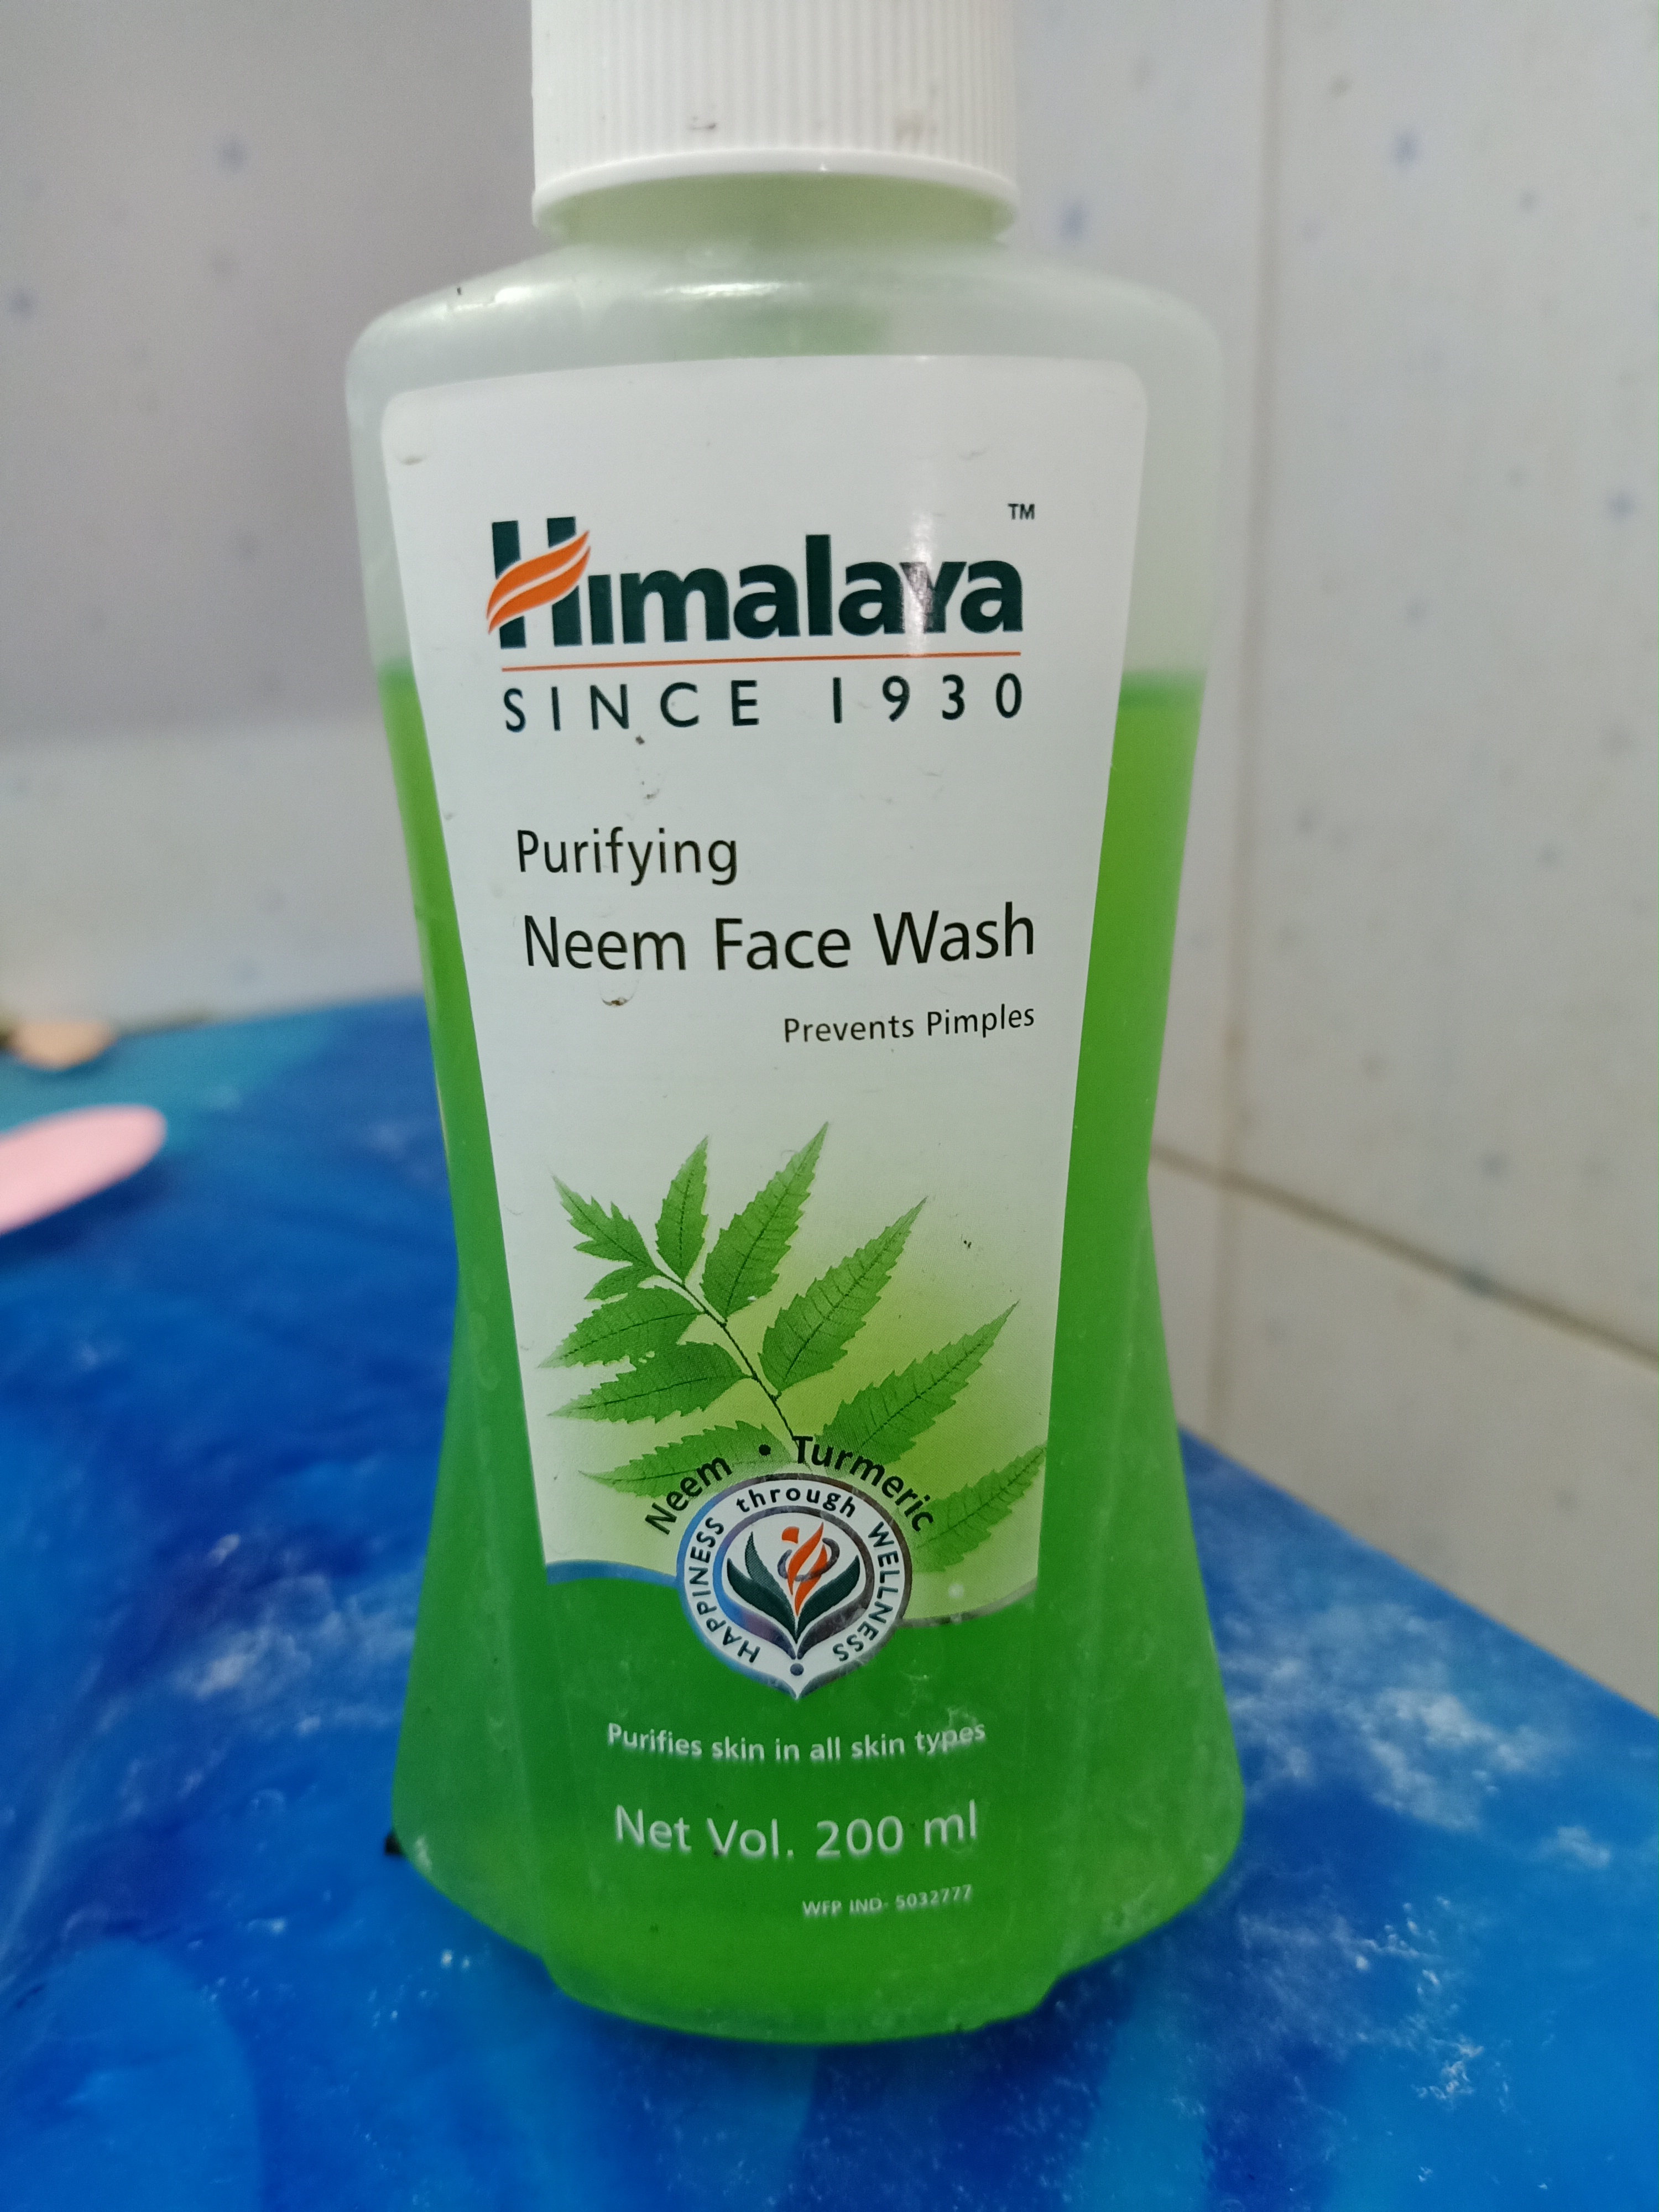 Himalaya™
SINCE 1930
Purifying
Neem Face Wash
Prevents Pimples
Neem • Turmeric
HAPPINESS through WELLNESS
Purifies skin in all skin types
Net Vol. 200 ml
WFP IND- 5032777